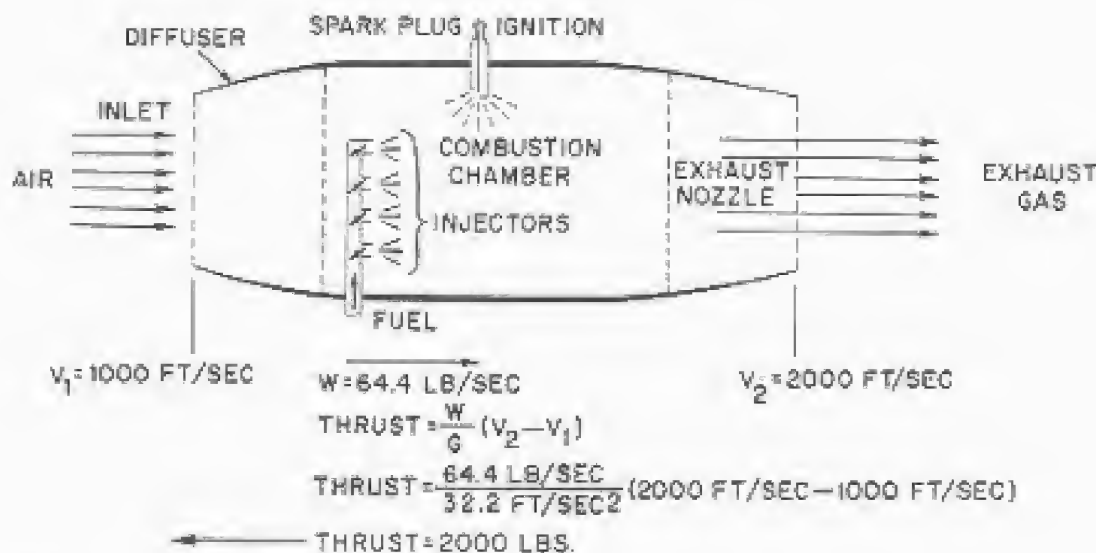 SPARK PLUG IGNITION
DIFFUSER
INLET
AIR
COMBUSTION
CHAMBER
INJECTORS
EXHAUST
NOZZLE
EXHAUST
GAS
FUEL
V1=1000 FT/SEC
W=64.4 LB/SEC
V2=2000 FT/SEC
THRUST=W/G(V2—V1)
THRUST=64.4 LB/SEC/32.2 FT/SEC2(2000 FT/SEC—1000 FT/SEC)
THRUST=2000 LBS.